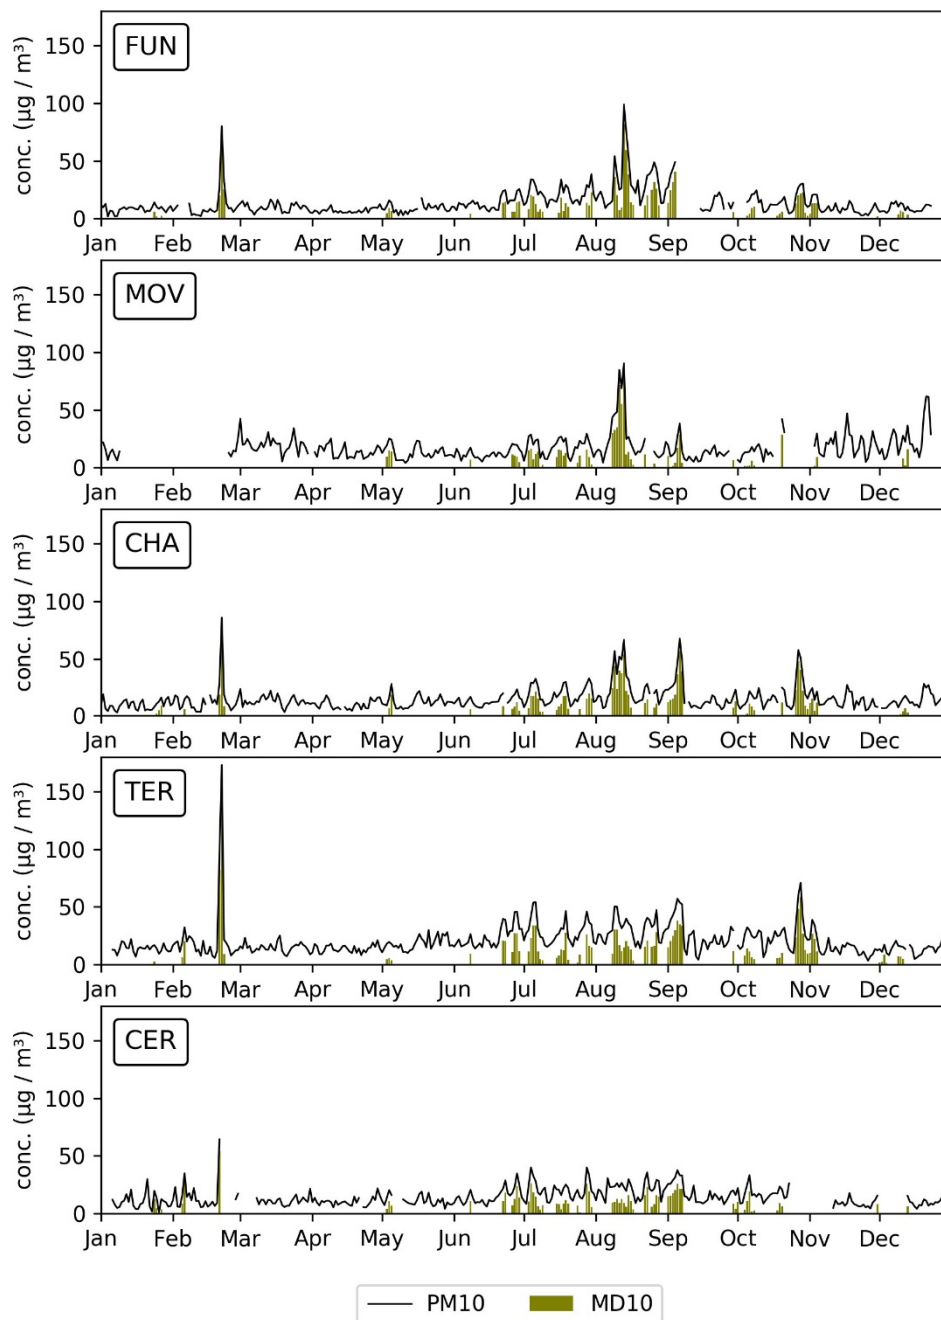 FUN
conc. (µg / m³)
150
100
50
0
Jan Feb Mar Apr May Jun Jul Aug Sep Oct Nov Dec
MOV
conc. (µg / m³)
150
100
50
0
Jan Feb Mar Apr May Jun Jul Aug Sep Oct Nov Dec
CHA
conc. (µg / m³)
150
100
50
0
Jan Feb Mar Apr May Jun Jul Aug Sep Oct Nov Dec
TER
conc. (µg / m³)
150
100
50
0
Jan Feb Mar Apr May Jun Jul Aug Sep Oct Nov Dec
CER
conc. (µg / m³)
150
100
50
0
Jan Feb Mar Apr May Jun Jul Aug Sep Oct Nov Dec
PM10 MD10